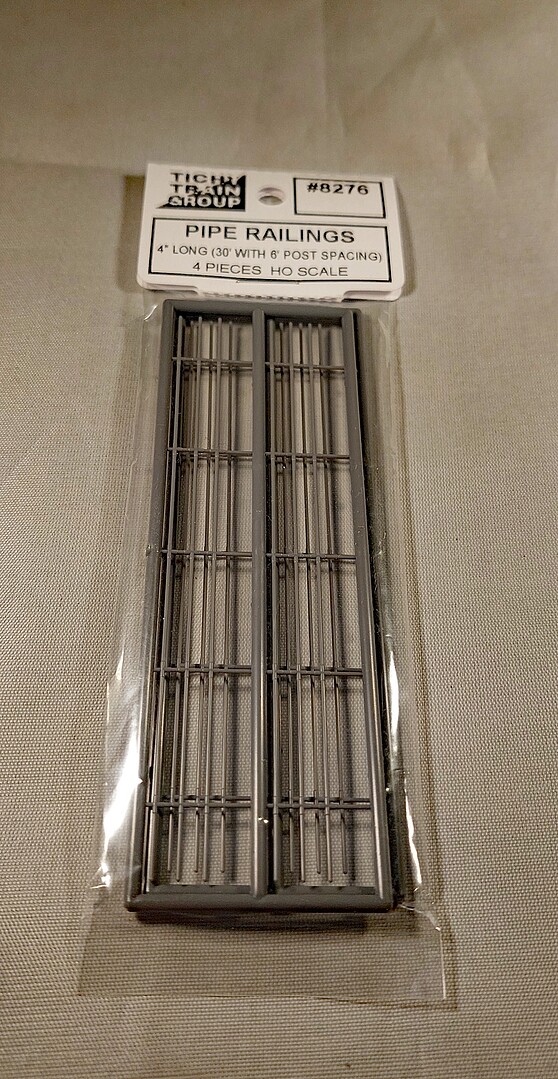 TICHY
TRAIN
GROUP
#8276
PIPE RAILINGS
4" LONG (30' WITH 6' POST SPACING)
4 PIECES HO SCALE